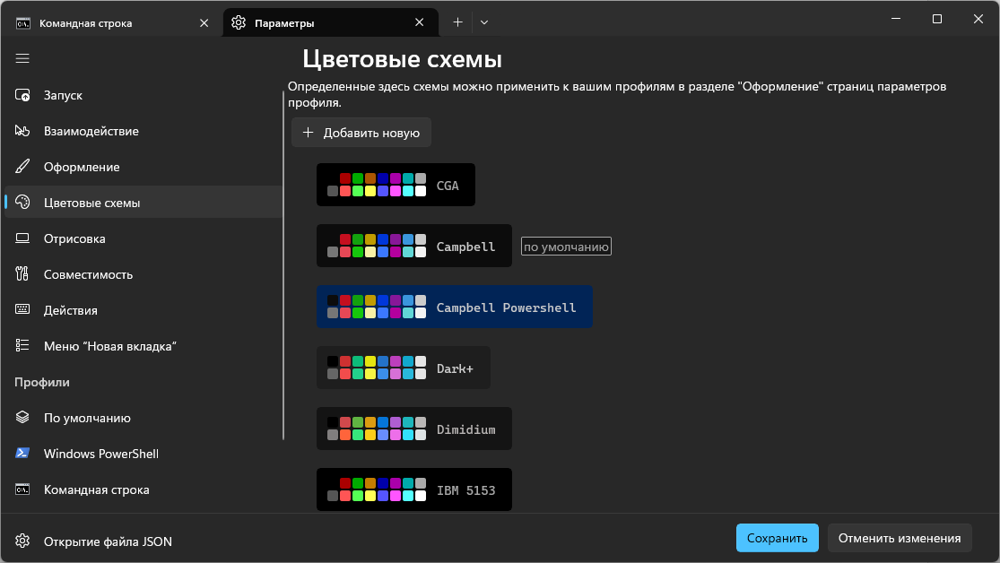 Командная строка
Параметры
Запуск
Взаимодействие
Оформление
Цветовые схемы
Отрисовка
Совместимость
Действия
Меню “Новая вкладка”
Профили
По умолчанию
Windows PowerShell
Командная строка
Открытие файла JSON
Цветовые схемы
Определенные здесь схемы можно применить к вашим профилям в разделе "Оформление" страниц параметров
профиля.
Добавить новую
CGA
Campbell по умолчанию
Campbell Powershell
Dark+
Dimidium
IBM 5153
Сохранить Отменить изменения